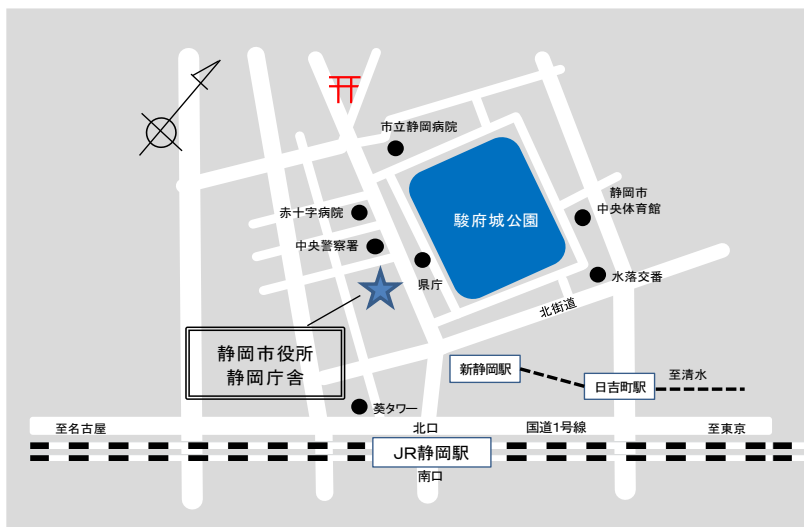 市立静岡病院
静岡市
中央体育館
赤十字病院
駿府城公園
中央警察署
県庁
水落交番
北街道
静岡市役所
静岡庁舎
新静岡駅
日吉町駅
至清水
葵タワー
至名古屋
北口
国道1号線
至東京
JR静岡駅
南口